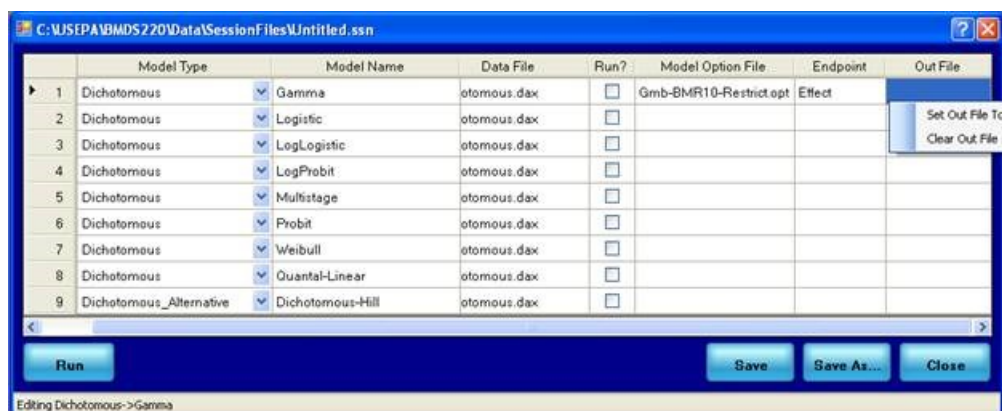 C:\USEPA\BMDS220\Data\SessionFiles\Untitled.ssn
Model Type Model Name Data File Run? Model Option File Endpoint Out File
1 Dichotomous Gamma otomous.dax Gmb-BMR10-Restrict.opt Effect
2 Dichotomous Logistic otomous.dax
Set Out File To
3 Dichotomous LogLogistic otomous.dax
Clear Out File
4 Dichotomous LogProbit otomous.dax
5 Dichotomous Multistage otomous.dax
6 Dichotomous Probit otomous.dax
7 Dichotomous Weibull otomous.dax
8 Dichotomous Quantal-Linear otomous.dax
9 Dichotomous_Alternative Dichotomous-Hill otomous.dax
Run Save Save As... Close
Editing Dichotomous->Gamma